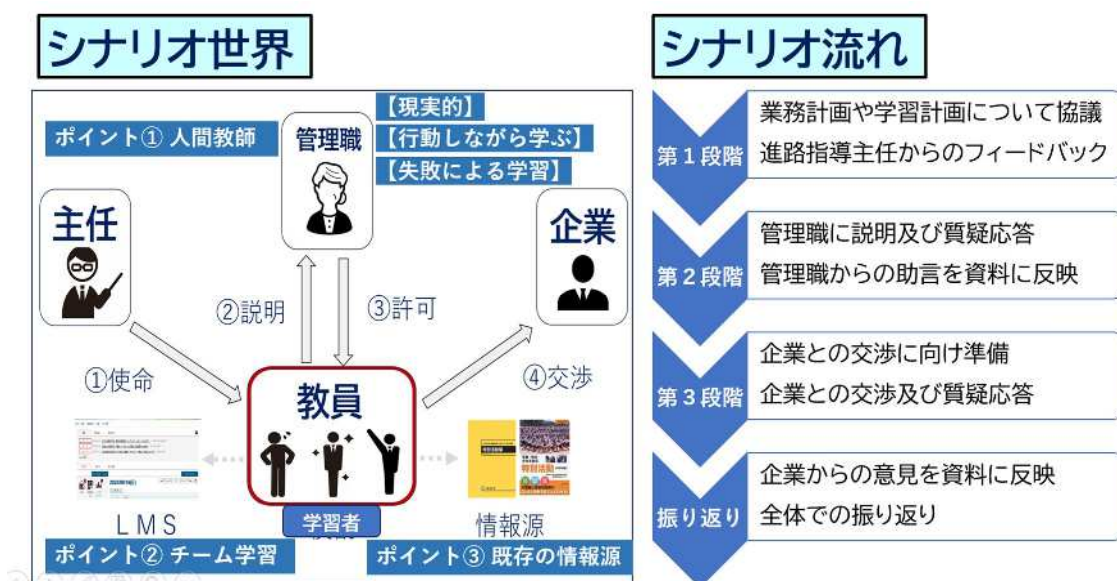 シナリオ世界
ポイント① 人間教師
管理職
【現実的】
【行動しながら学ぶ】
【失敗による学習】
主任
企業
②説明
③許可
①使命
④交渉
教員
学習者
LMS
情報源
特別活動
ポイント② チーム学習
ポイント③ 既存の情報源
シナリオ流れ
第1段階
業務計画や学習計画について協議
進路指導主任からのフィードバック
第2段階
管理職に説明及び質疑応答
管理職からの助言を資料に反映
第3段階
企業との交渉に向け準備
企業との交渉及び質疑応答
振り返り
企業からの意見を資料に反映
全体での振り返り